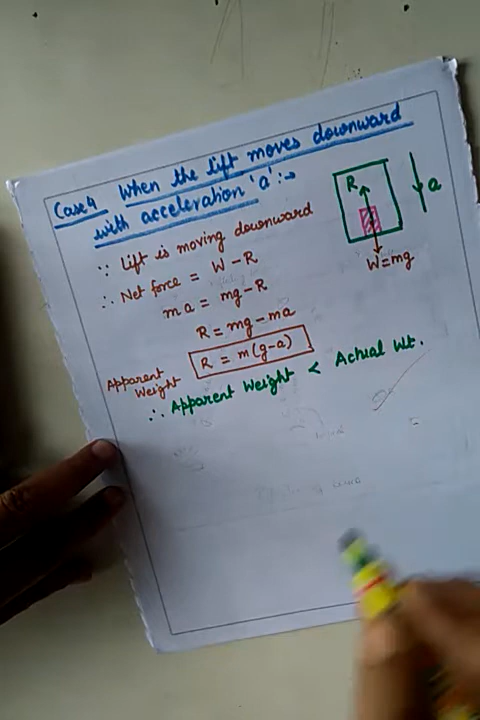 Case 4 When the lift moves downward
with acceleration 'a' :→
R
a
W=mg
∵ Lift is moving downward
∴ Net force = W - R
ma = mg - R
R = mg - ma
Apparent Weight R = m(g-a)
∴ Apparent Weight < Actual Wt.